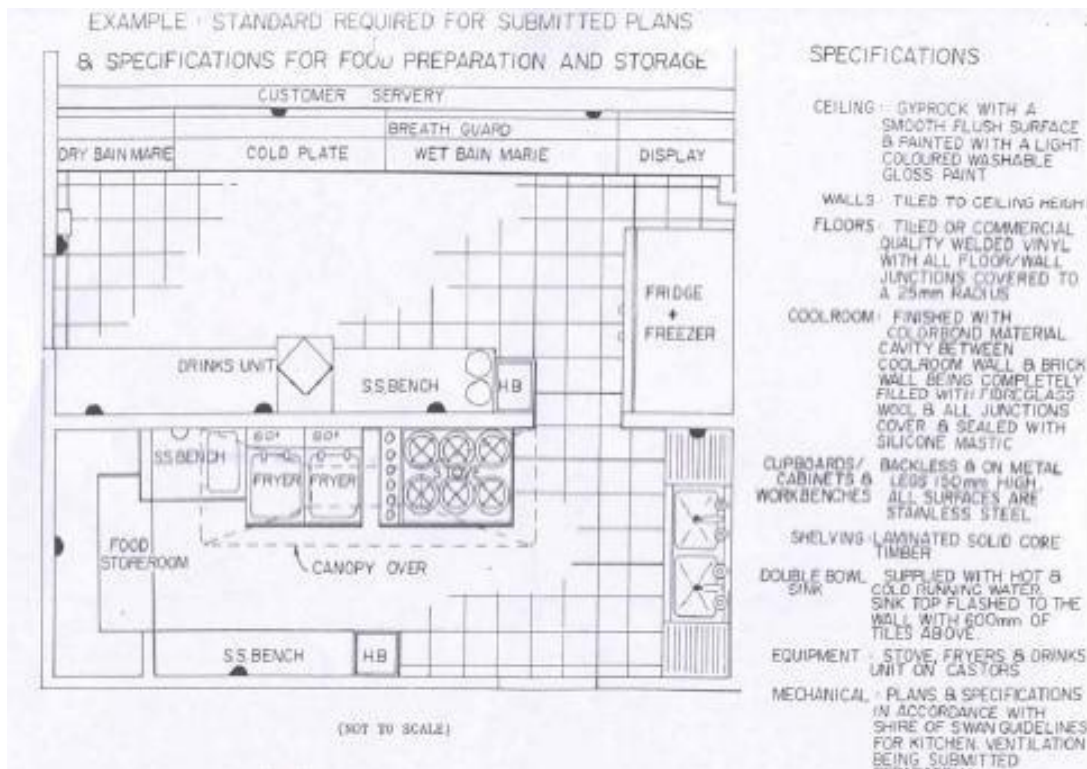 EXAMPLE : STANDARD REQUIRED FOR SUBMITTED PLANS
& SPECIFICATIONS FOR FOOD PREPARATION AND STORAGE
CUSTOMER SERVERY
BREATH GUARD
DRY BAIN MARIE
COLD PLATE
WET BAIN MARIE
DISPLAY
FRIDGE
+
FREEZER
DRINKS UNIT
S.S.BENCH
H.B
S.S.BENCH
FRYER
FRYER
STOVE
FOOD
STOREROOM
CANOPY OVER
S.S.BENCH
H.B
(NOT TO SCALE)
SPECIFICATIONS
CEILING : GYPROCK WITH A
SMOOTH FLUSH SURFACE
& PAINTED WITH A LIGHT
COLOURED WASHABLE
GLOSS PAINT
WALLS : TILED TO CEILING HEIGH
FLOORS : TILED OR COMMERCIAL
QUALITY WELDED VINYL
WITH ALL FLOOR/WALL
JUNCTIONS COVERED TO
A 25mm RADIUS
COOLROOM : FINISHED WITH
COLORBOND MATERIAL
CAVITY BETWEEN
COOLROOM WALL & BRICK
WALL BEING COMPLETELY
FILLED WITH FIBREGLASS
WOOL & ALL JUNCTIONS
COVER & SEALED WITH
SILICONE MASTIC
CUPBOARDS/ BACKLESS & ON METAL
CABINETS & LEGS 150mm HIGH
WORKBENCHES ALL SURFACES ARE
STAINLESS STEEL
SHELVING : LAMINATED SOLID CORE
TIMBER
DOUBLE BOWL SUPPLIED WITH HOT &
SINK COLD RUNNING WATER
SINK TOP FLASHED TO THE
WALL WITH 600mm OF
TILES ABOVE
EQUIPMENT : STOVE, FRYERS & DRINKS
UNIT ON CASTORS
MECHANICAL : PLANS & SPECIFICATIONS
IN ACCORDANCE WITH
SHIRE OF SWAN GUIDELINES
FOR KITCHEN VENTILATION
BEING SUBMITTED